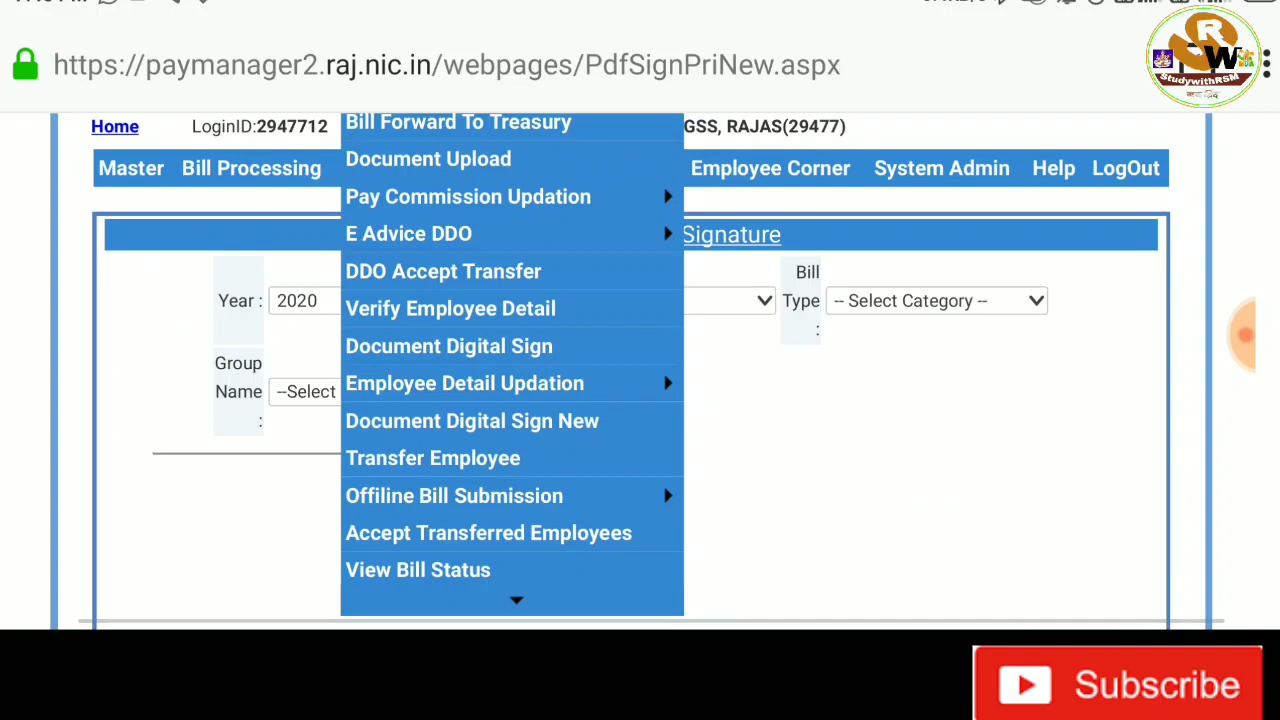 https://paymanager2.raj.nic.in/webpages/PdfSignPriNew.aspx
R
W
StudywithRSM
Home LoginID:2947712 GSS, RAJAS(29477)
Master Bill Processing Employee Corner System Admin Help LogOut
Bill Forward To Treasury
Document Upload
Pay Commission Updation
E Advice DDO
DDO Accept Transfer
Verify Employee Detail
Document Digital Sign
Employee Detail Updation
Document Digital Sign New
Transfer Employee
Offiline Bill Submission
Accept Transferred Employees
View Bill Status
Signature
Year : 2020
Bill
Type -- Select Category --
:
Group
Name --Select
:
Subscribe